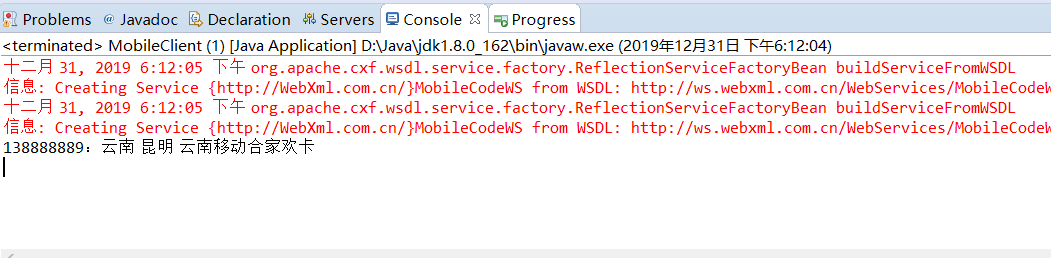 Problems @ Javadoc Declaration Servers Console Progress
<terminated> MobileClient (1) [Java Application] D:\Java\jdk1.8.0_162\bin\javaw.exe (2019年12月31日 下午6:12:04)
十二月 31, 2019 6:12:05 下午 org.apache.cxf.wsdl.service.factory.ReflectionServiceFactoryBean buildServiceFromWSDL
信息: Creating Service {http://WebXml.com.cn/}MobileCodeWS from WSDL: http://ws.webxml.com.cn/WebServices/MobileCodeW
十二月 31, 2019 6:12:05 下午 org.apache.cxf.wsdl.service.factory.ReflectionServiceFactoryBean buildServiceFromWSDL
信息: Creating Service {http://WebXml.com.cn/}MobileCodeWS from WSDL: http://ws.webxml.com.cn/WebServices/MobileCodeW
138888889：云南 昆明 云南移动合家欢卡